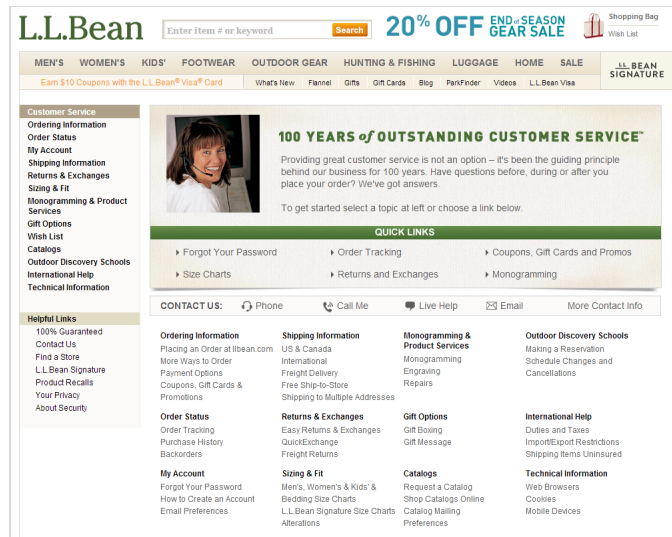 L.L.Bean
Enter item # or keyword
Search
20% OFF END of SEASON GEAR SALE
Shopping Bag
Wish List
MEN'S WOMEN'S KIDS' FOOTWEAR OUTDOOR GEAR HUNTING & FISHING LUGGAGE HOME SALE
LL BEAN
SIGNATURE
Earn $10 Coupons with the L.L.Bean® Visa® Card
What's New Flannel Gifts Gift Cards Blog ParkFinder Videos L.L.Bean Visa
Customer Service
Ordering Information
Order Status
My Account
Shipping Information
Returns & Exchanges
Sizing & Fit
Monogramming & Product
Services
Gift Options
Wish List
Catalogs
Outdoor Discovery Schools
International Help
Technical Information
Helpful Links
100% Guaranteed
Contact Us
Find a Store
L.L.Bean Signature
Product Recalls
Your Privacy
About Security
100 YEARS of OUTSTANDING CUSTOMER SERVICE™
Providing great customer service is not an option – it's been the guiding principle
behind our business for 100 years. Have questions before, during or after you
place your order? We've got answers.
To get started select a topic at left or choose a link below.
QUICK LINKS
Forgot Your Password Order Tracking Coupons, Gift Cards and Promos
Size Charts Returns and Exchanges Monogramming
CONTACT US: Phone Call Me Live Help Email More Contact Info
Ordering Information
Placing an Order at llbean.com
More Ways to Order
Payment Options
Coupons, Gift Cards &
Promotions
Shipping Information
US & Canada
International
Freight Delivery
Free Ship-to-Store
Shipping to Multiple Addresses
Monogramming &
Product Services
Monogramming
Engraving
Repairs
Outdoor Discovery Schools
Making a Reservation
Schedule Changes and
Cancellations
Order Status
Order Tracking
Purchase History
Backorders
Returns & Exchanges
Easy Returns & Exchanges
QuickExchange
Freight Returns
Gift Options
Gift Boxing
Gift Message
International Help
Duties and Taxes
Import/Export Restrictions
Shipping Items Uninsured
My Account
Forgot Your Password
How to Create an Account
Email Preferences
Sizing & Fit
Men's, Women's & Kids' &
Bedding Size Charts
L.L.Bean Signature Size Charts
Alterations
Catalogs
Request a Catalog
Shop Catalogs Online
Catalog Mailing
Preferences
Technical Information
Web Browsers
Cookies
Mobile Devices